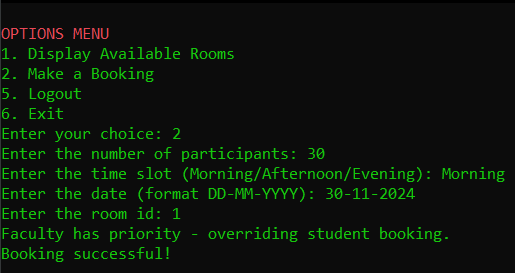 OPTIONS MENU
1. Display Available Rooms
2. Make a Booking
5. Logout
6. Exit
Enter your choice: 2
Enter the number of participants: 30
Enter the time slot (Morning/Afternoon/Evening): Morning
Enter the date (format DD-MM-YYYY): 30-11-2024
Enter the room id: 1
Faculty has priority - overriding student booking.
Booking successful!